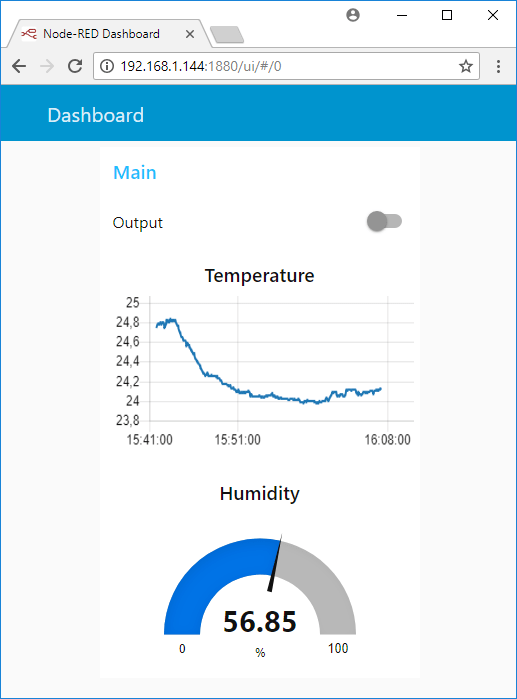 Node-RED Dashboard
192.168.1.144:1880/ui/#/0
Dashboard
Main
Output
Temperature
25
24,8
24,6
24,4
24,2
24
23,8
15:41:00 15:51:00 16:08:00
Humidity
56.85
0 % 100